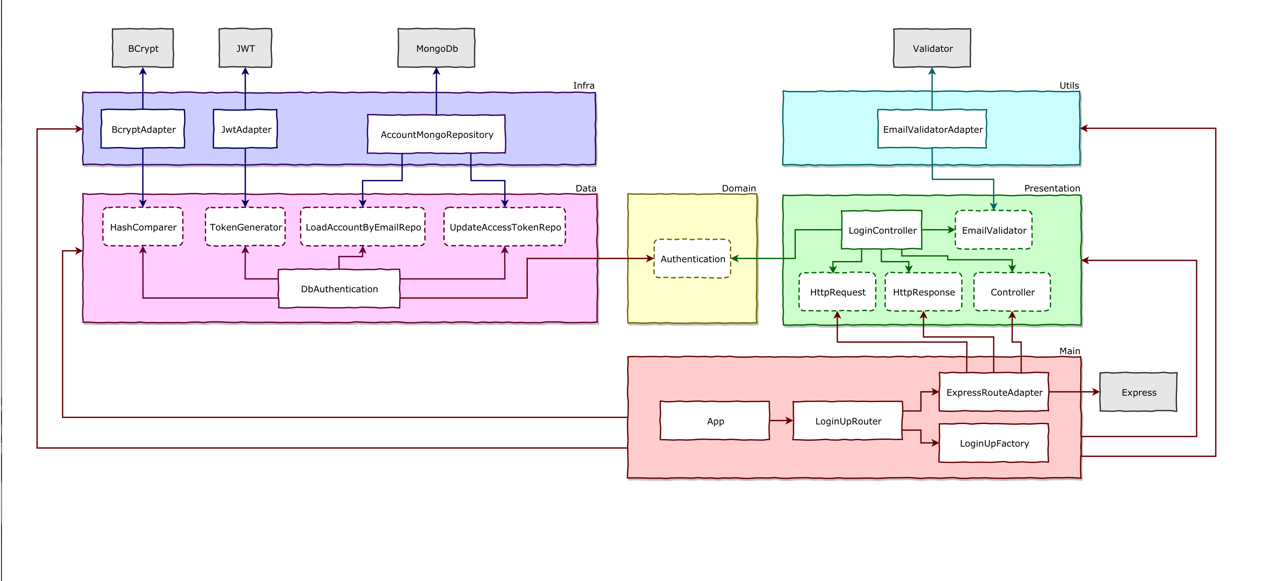 BCrypt
JWT
MongoDb
Validator
Infra
Utils
BcryptAdapter
JwtAdapter
AccountMongoRepository
EmailValidatorAdapter
Data
Domain
Presentation
HashComparer
TokenGenerator
LoadAccountByEmailRepo
UpdateAccessTokenRepo
LoginController
EmailValidator
Authentication
DbAuthentication
HttpRequest
HttpResponse
Controller
Main
ExpressRouteAdapter
Express
App
LoginUpRouter
LoginUpFactory